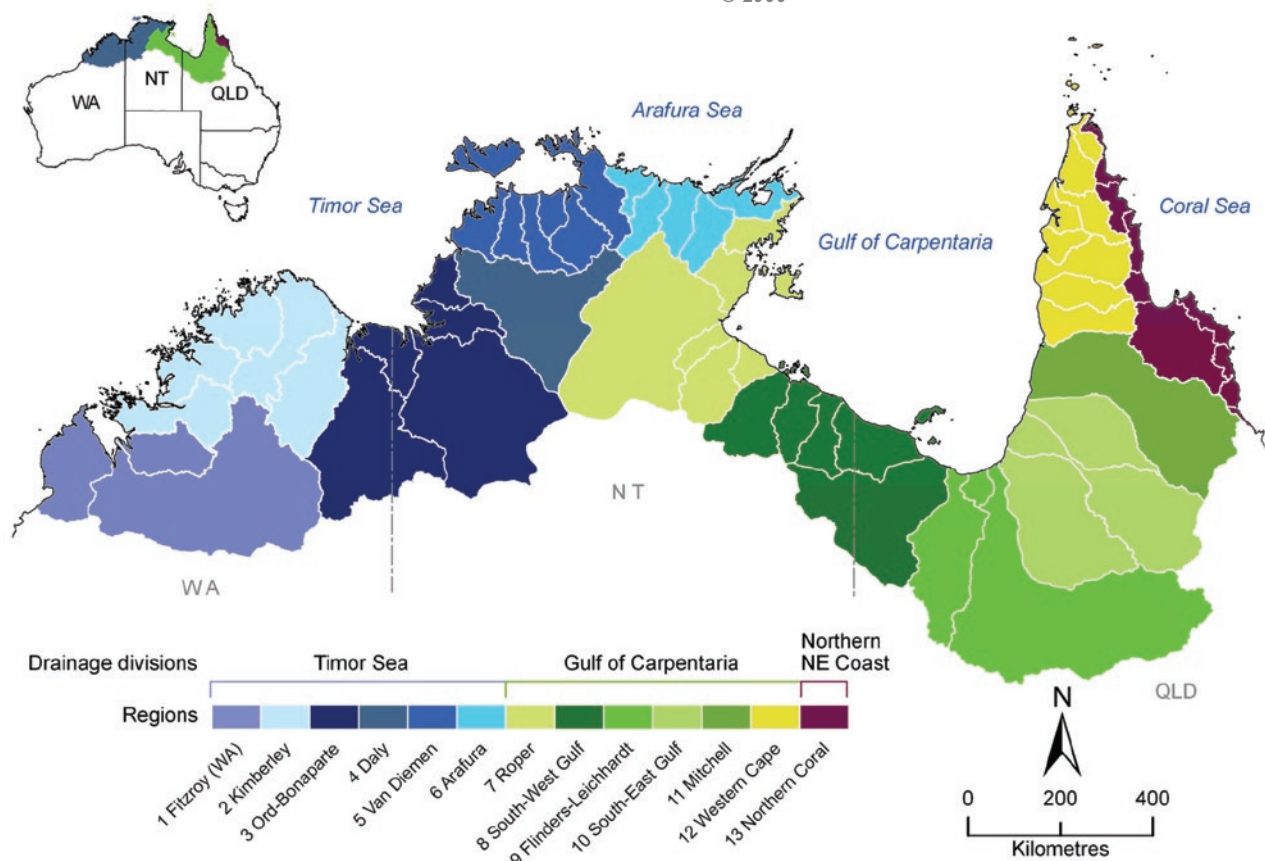 WA
NT
QLD
Arafura Sea
Timor Sea
Coral Sea
Gulf of Carpentaria
NT
WA
QLD
Drainage divisions
Timor Sea
Gulf of Carpentaria
Northern
NE Coast
Regions
1 Fitzroy (WA)
2 Kimberley
3 Ord-Bonaparte
4 Daly
5 Van Diemen
6 Arafura
7 Roper
8 South-West Gulf
9 Flinders-Leichhardt
10 South-East Gulf
11 Mitchell
12 Western Cape
13 Northern Coral
N
0 200 400
Kilometres